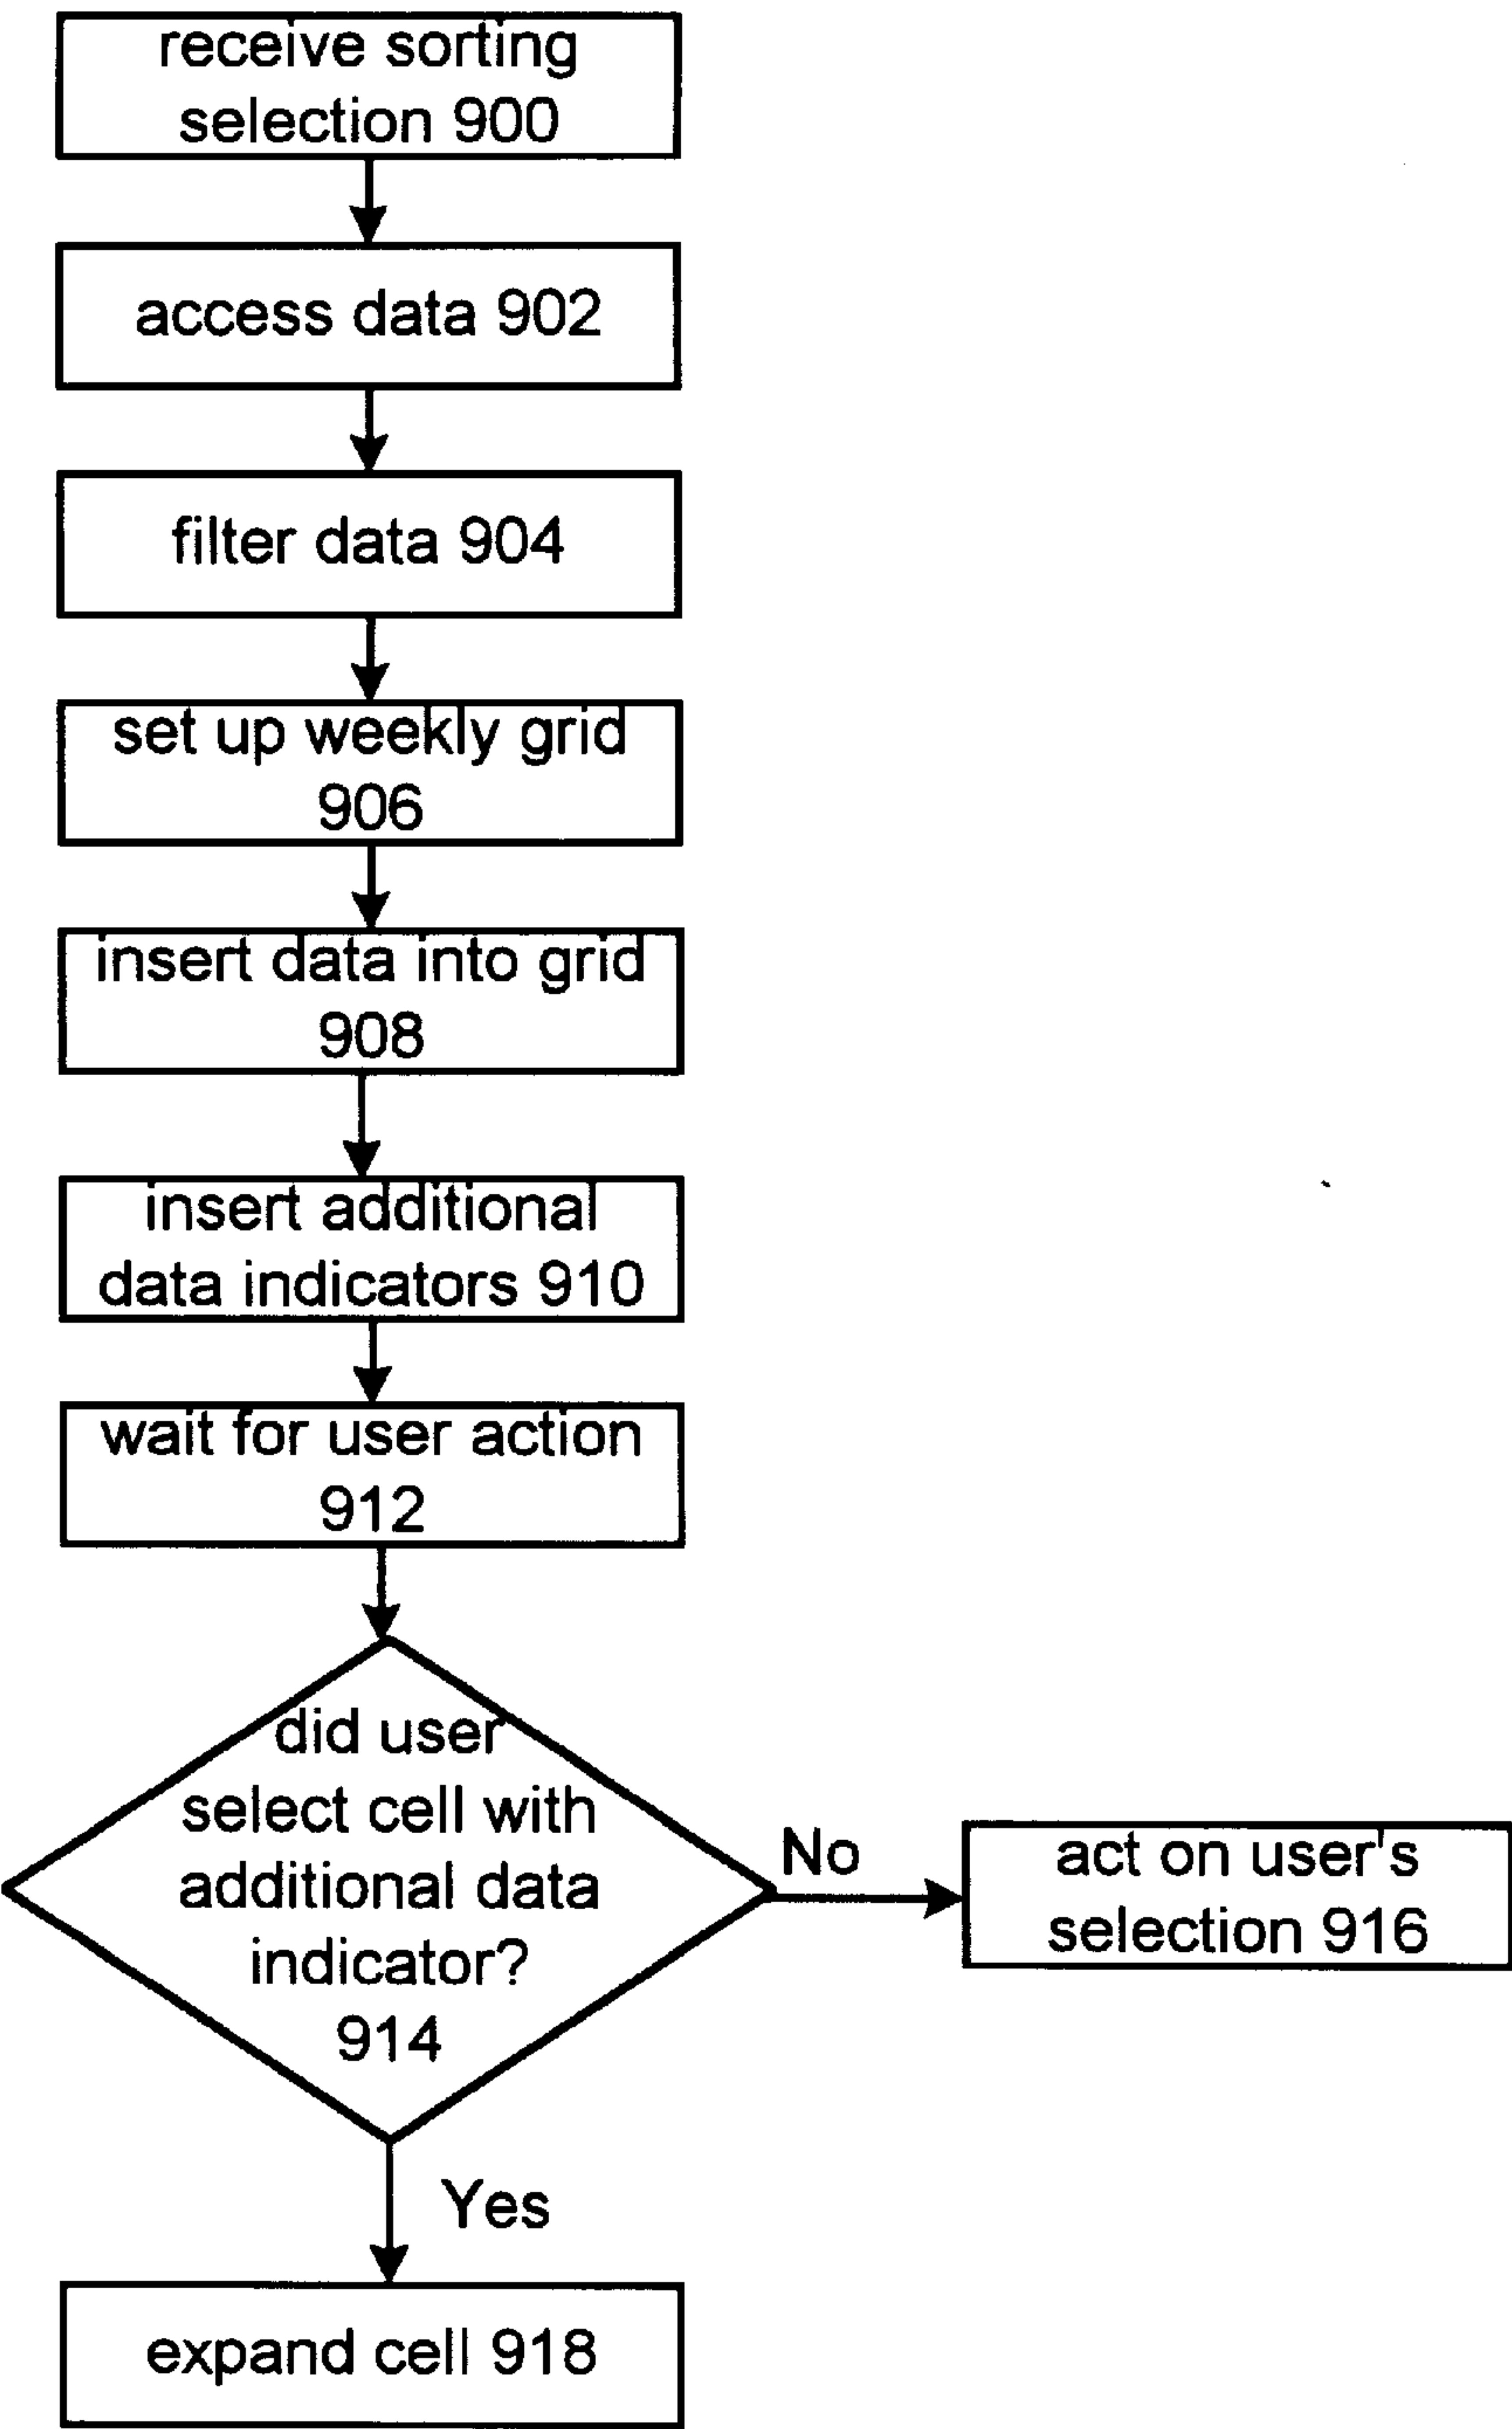 receive sorting
selection 900
access data 902
filter data 904
set up weekly grid
906
insert data into grid
908
insert additional
data indicators 910
wait for user action
912
did user
select cell with
additional data
indicator?
914
No
act on user's
selection 916
Yes
expand cell 918